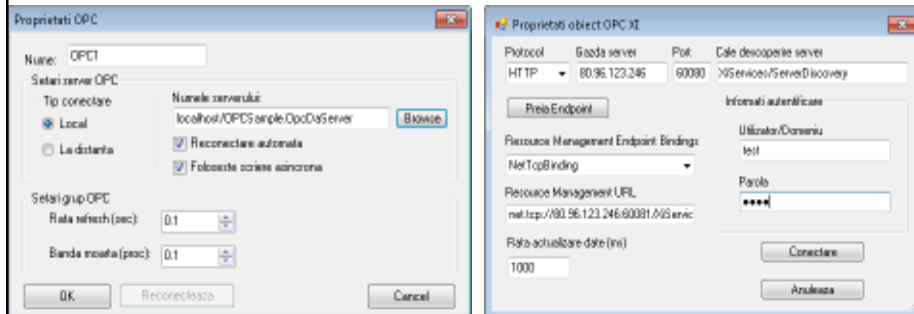 Proprietati OPC
Nume: OPC1
Setari server OPC
Tip conectare
Local
La distanta
Numele serverului:
localhost/OPCSample.OpcDaServer
Browse
Reconectare automata
Foloseste scriere asincrona
Setari grup OPC
Rata refresh (sec): 0.1
Banda moarta (proc): 0.1
OK
Reconecteaza
Cancel
Proprietati obiect OPC XI
Protocol
Gazda server
Port
Cale descoperire server
HTTP
80.96.123.246
60080
XiServices/ServerDiscovery
Preia Endpoint
Informatii autentificare
Utilizator/Domeniu
test
Parola
Resource Management Endpoint Bindings
NetTcpBinding
Resource Management URL
net.tcp://80.96.123.246:60081/XiServic
Rata actualizare date (ms)
1000
Conectare
Anuleaza